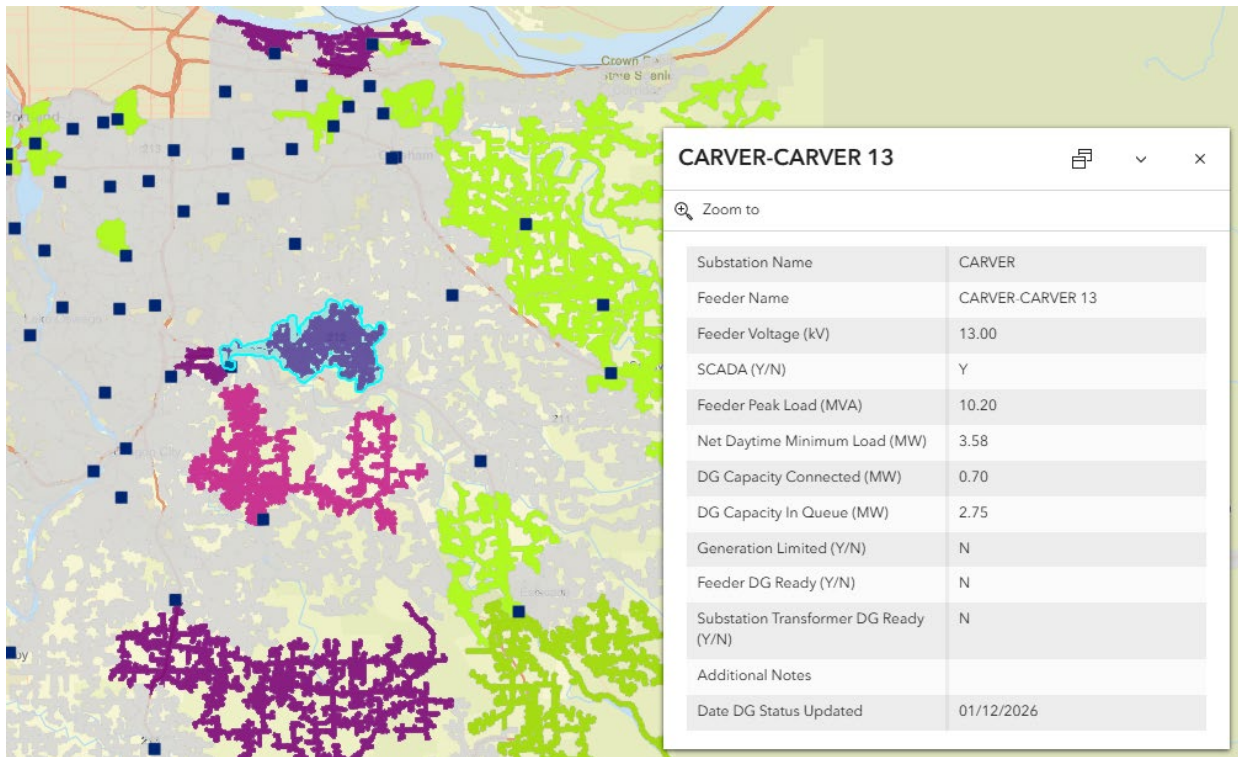 Crown
213
CARVER-CARVER 13
Zoom to
Substation Name CARVER
Feeder Name CARVER-CARVER 13
Feeder Voltage (kV) 13.00
SCADA (Y/N) Y
Feeder Peak Load (MVA) 10.20
Net Daytime Minimum Load (MW) 3.58
DG Capacity Connected (MW) 0.70
DG Capacity In Queue (MW) 2.75
Generation Limited (Y/N) N
Feeder DG Ready (Y/N) N
Substation Transformer DG Ready
(Y/N) N
Additional Notes
Date DG Status Updated 01/12/2026